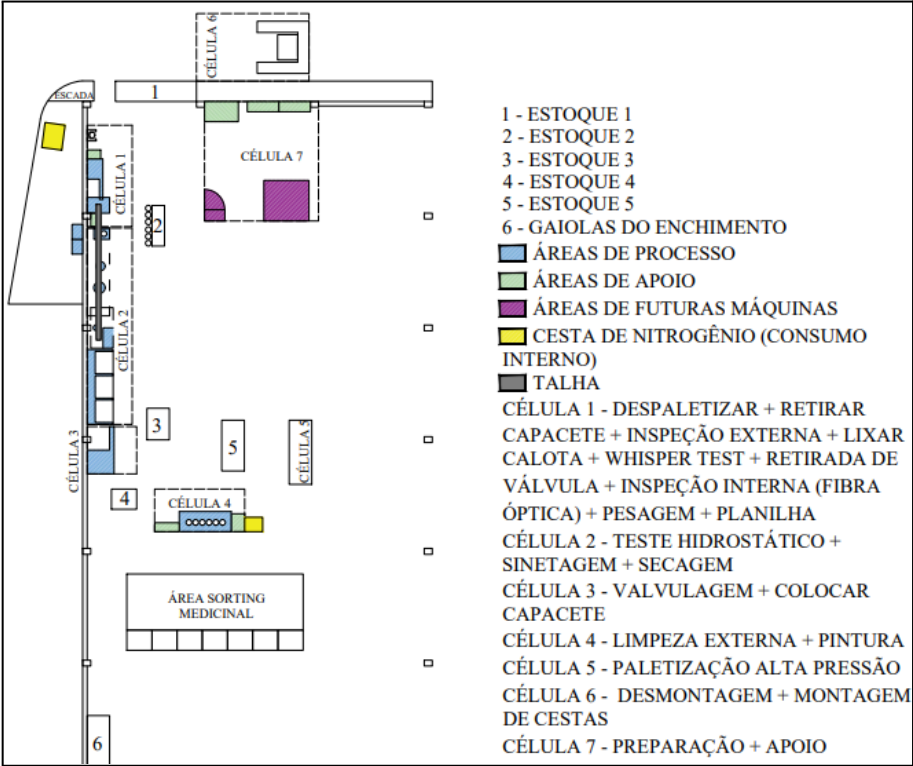 CÉLULA 6
ESCADA
1
CÉLULA 1
CÉLULA 7
2
CÉLULA 2
3
5
CÉLULA 5
CÉLULA 3
4
CÉLULA 4
ÁREA SORTING
MEDICINAL
6
1 - ESTOQUE 1
2 - ESTOQUE 2
3 - ESTOQUE 3
4 - ESTOQUE 4
5 - ESTOQUE 5
6 - GAIOLAS DO ENCHIMENTO
ÁREAS DE PROCESSO
ÁREAS DE APOIO
ÁREAS DE FUTURAS MÁQUINAS
CESTA DE NITROGÊNIO (CONSUMO
INTERNO)
TALHA
CÉLULA 1 - DESPALETIZAR + RETIRAR
CAPACETE + INSPEÇÃO EXTERNA + LIXAR
CALOTA + WHISPER TEST + RETIRADA DE
VÁLVULA + INSPEÇÃO INTERNA (FIBRA
ÓPTICA) + PESAGEM + PLANILHA
CÉLULA 2 - TESTE HIDROSTÁTICO +
SINETAGEM + SECAGEM
CÉLULA 3 - VALVULAGEM + COLOCAR
CAPACETE
CÉLULA 4 - LIMPEZA EXTERNA + PINTURA
CÉLULA 5 - PALETIZAÇÃO ALTA PRESSÃO
CÉLULA 6 - DESMONTAGEM + MONTAGEM
DE CESTAS
CÉLULA 7 - PREPARAÇÃO + APOIO